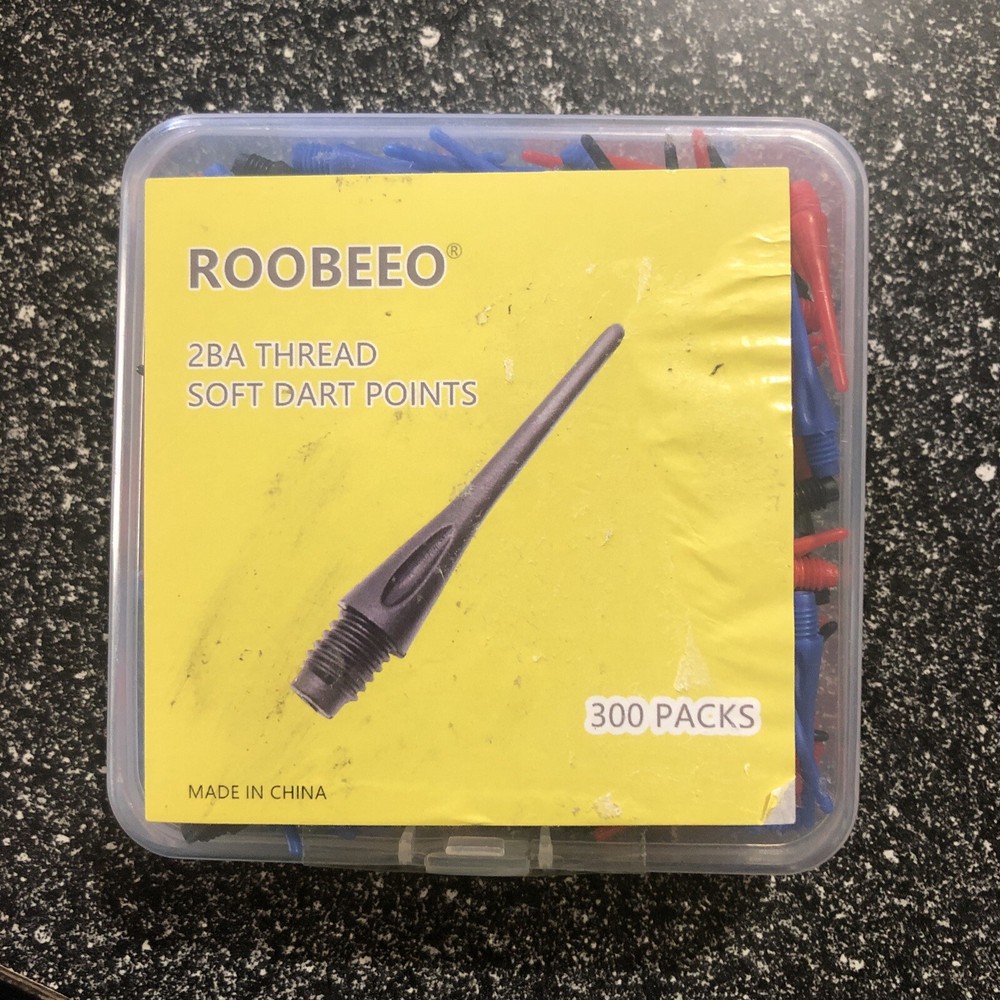 ROOBEEO®
2BA THREAD
SOFT DART POINTS
300 PACKS
MADE IN CHINA